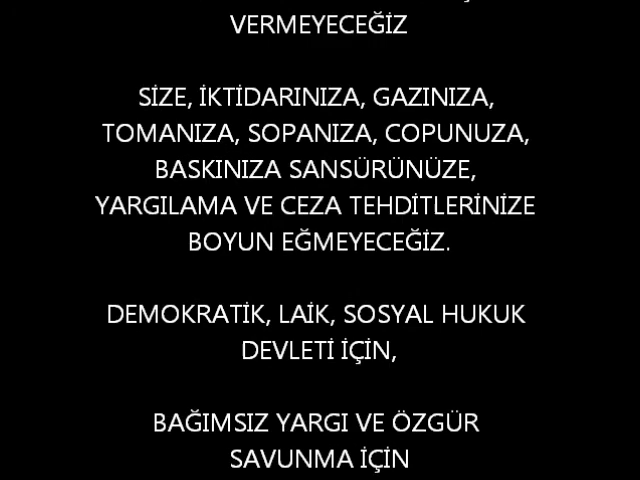 VERMEYECEĞİZ
SİZE, İKTİDARINIZA, GAZINIZA,
TOMANIZA, SOPANIZA, COPUNUZA,
BASKINIZA SANSÜRÜNÜZE,
YARGILAMA VE CEZA TEHDİTLERİNİZE
BOYUN EĞMEYECEĞİZ.
DEMOKRATİK, LAİK, SOSYAL HUKUK
DEVLETİ İÇİN,
BAĞIMSIZ YARGI VE ÖZGÜR
SAVUNMA İÇİN